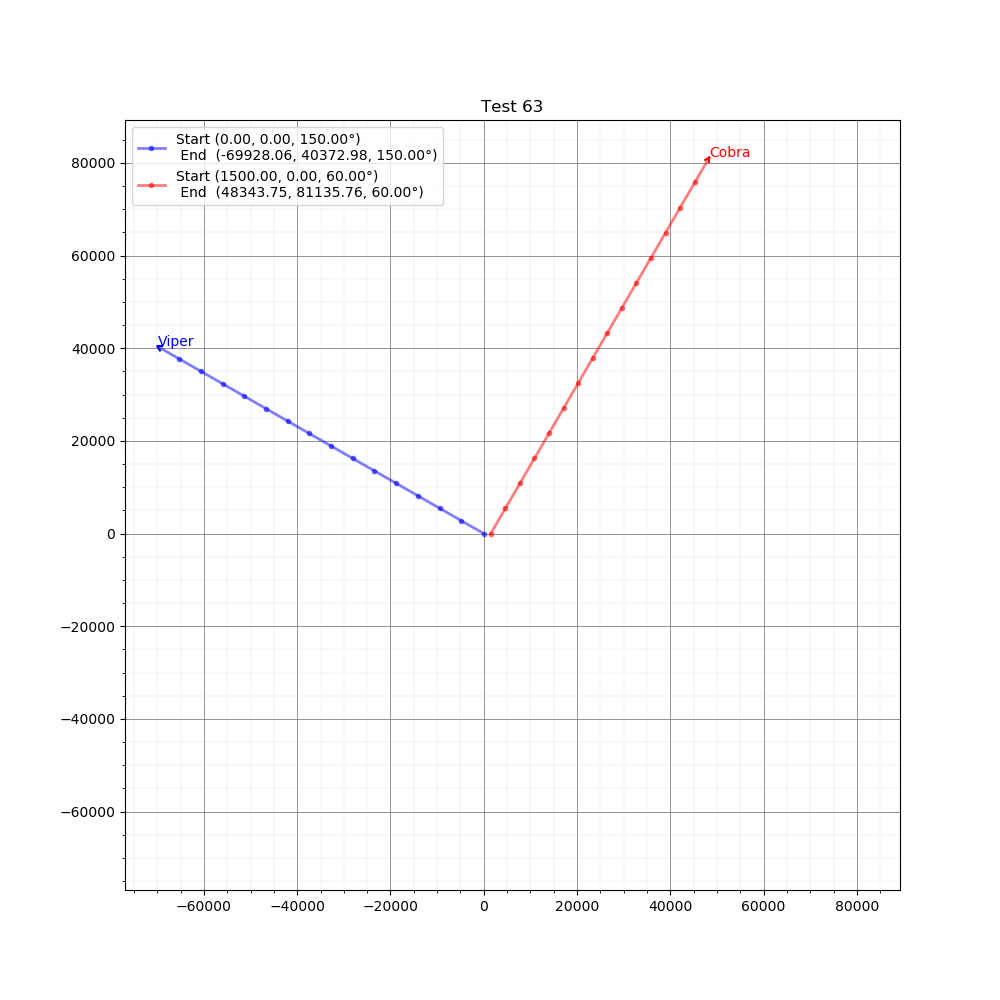 Test 63
Start (0.00, 0.00, 150.00°)
End (-69928.06, 40372.98, 150.00°)
Start (1500.00, 0.00, 60.00°)
End (48343.75, 81135.76, 60.00°)
Cobra
Viper
80000
60000
40000
20000
0
−20000
−40000
−60000
−60000 −40000 −20000 0 20000 40000 60000 80000